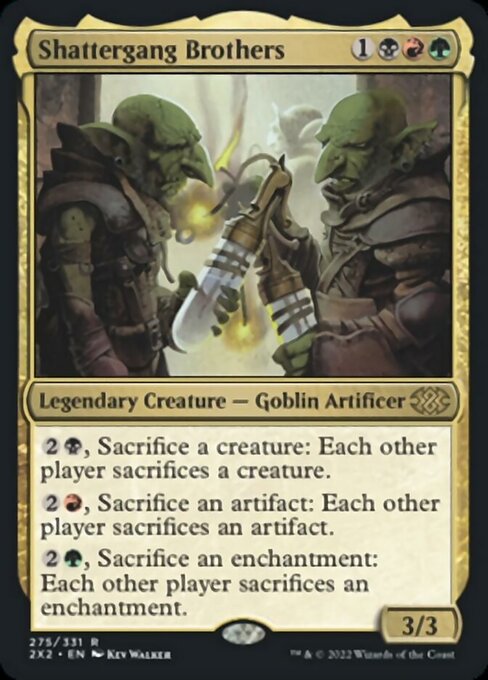 Shattergang Brothers 1
Legendary Creature — Goblin Artificer
2, Sacrifice a creature: Each other
player sacrifices a creature.
2, Sacrifice an artifact: Each other
player sacrifices an artifact.
2, Sacrifice an enchantment:
Each other player sacrifices an
enchantment.
3/3
275/331 R
2X2 • EN Kev Walker
™ & © 2022 Wizards of the Coast